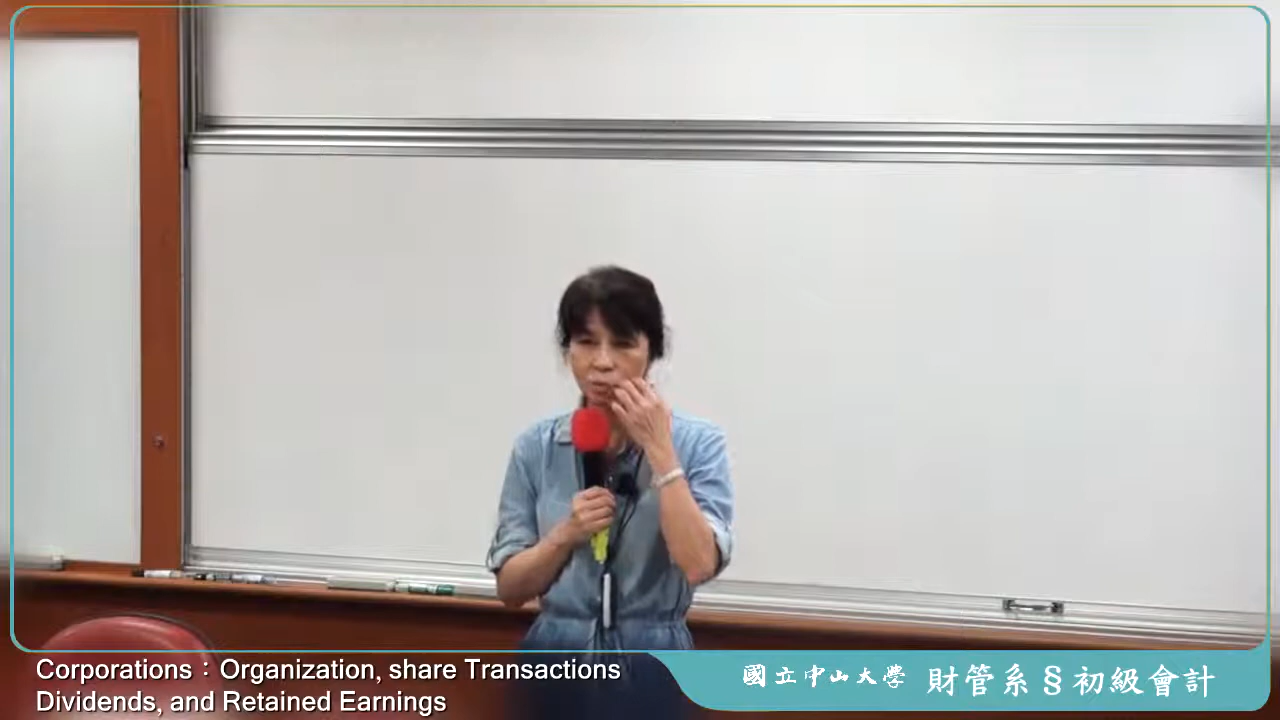 Corporations：Organization, share Transactions
Dividends, and Retained Earnings
國立中山大學 財管系§初級會計